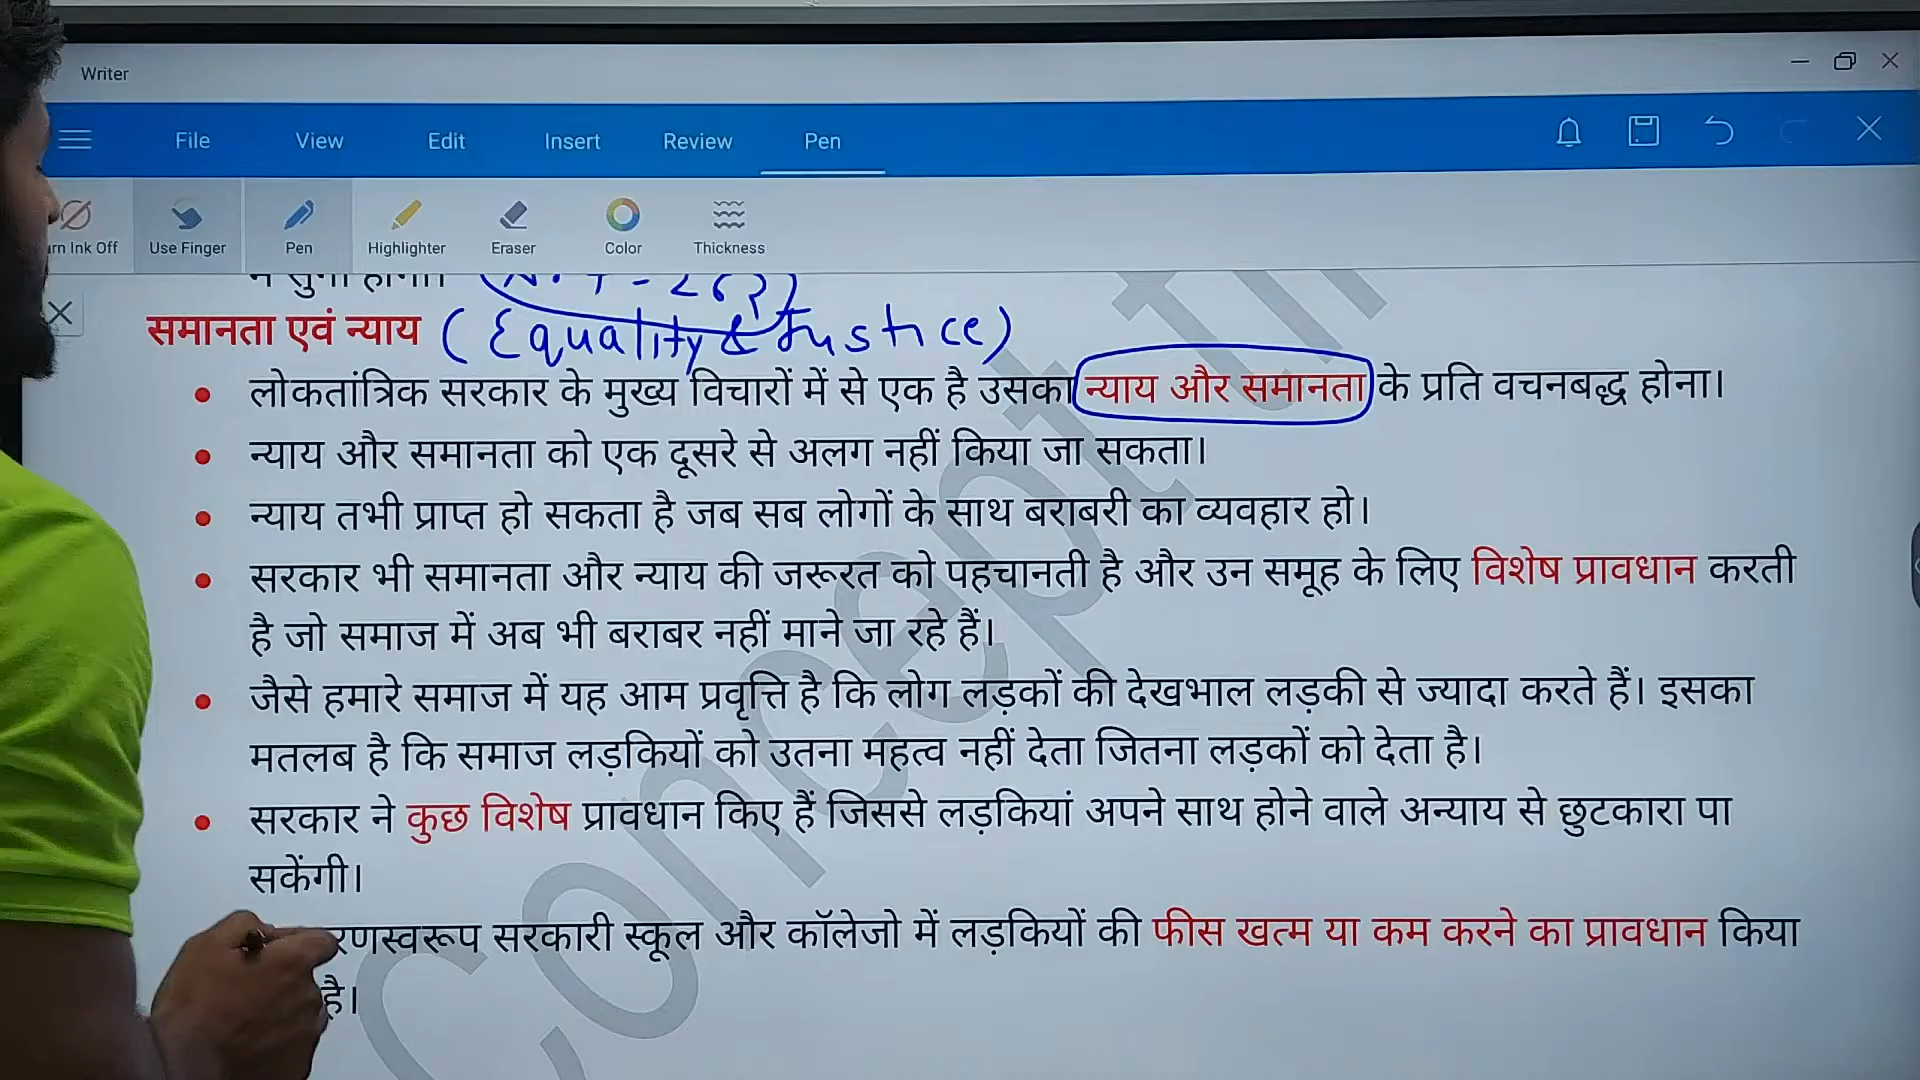 Writer
File View Edit Insert Review Pen
rn Ink Off Use Finger Pen Highlighter Eraser Color Thickness
समानता एवं न्याय (Equality & Justice)
• लोकतांत्रिक सरकार के मुख्य विचारों में से एक है उसका न्याय और समानता के प्रति वचनबद्ध होना।
• न्याय और समानता को एक दूसरे से अलग नहीं किया जा सकता।
• न्याय तभी प्राप्त हो सकता है जब सब लोगों के साथ बराबरी का व्यवहार हो।
• सरकार भी समानता और न्याय की जरूरत को पहचानती है और उन समूह के लिए विशेष प्रावधान करती
है जो समाज में अब भी बराबर नहीं माने जा रहे हैं।
• जैसे हमारे समाज में यह आम प्रवृत्ति है कि लोग लड़कों की देखभाल लड़की से ज्यादा करते हैं। इसका
मतलब है कि समाज लड़कियों को उतना महत्व नहीं देता जितना लड़कों को देता है।
• सरकार ने कुछ विशेष प्रावधान किए हैं जिससे लड़कियां अपने साथ होने वाले अन्याय से छुटकारा पा
सकेंगी।
रणस्वरूप सरकारी स्कूल और कॉलेजो में लड़कियों की फीस खत्म या कम करने का प्रावधान किया
है।
Concept